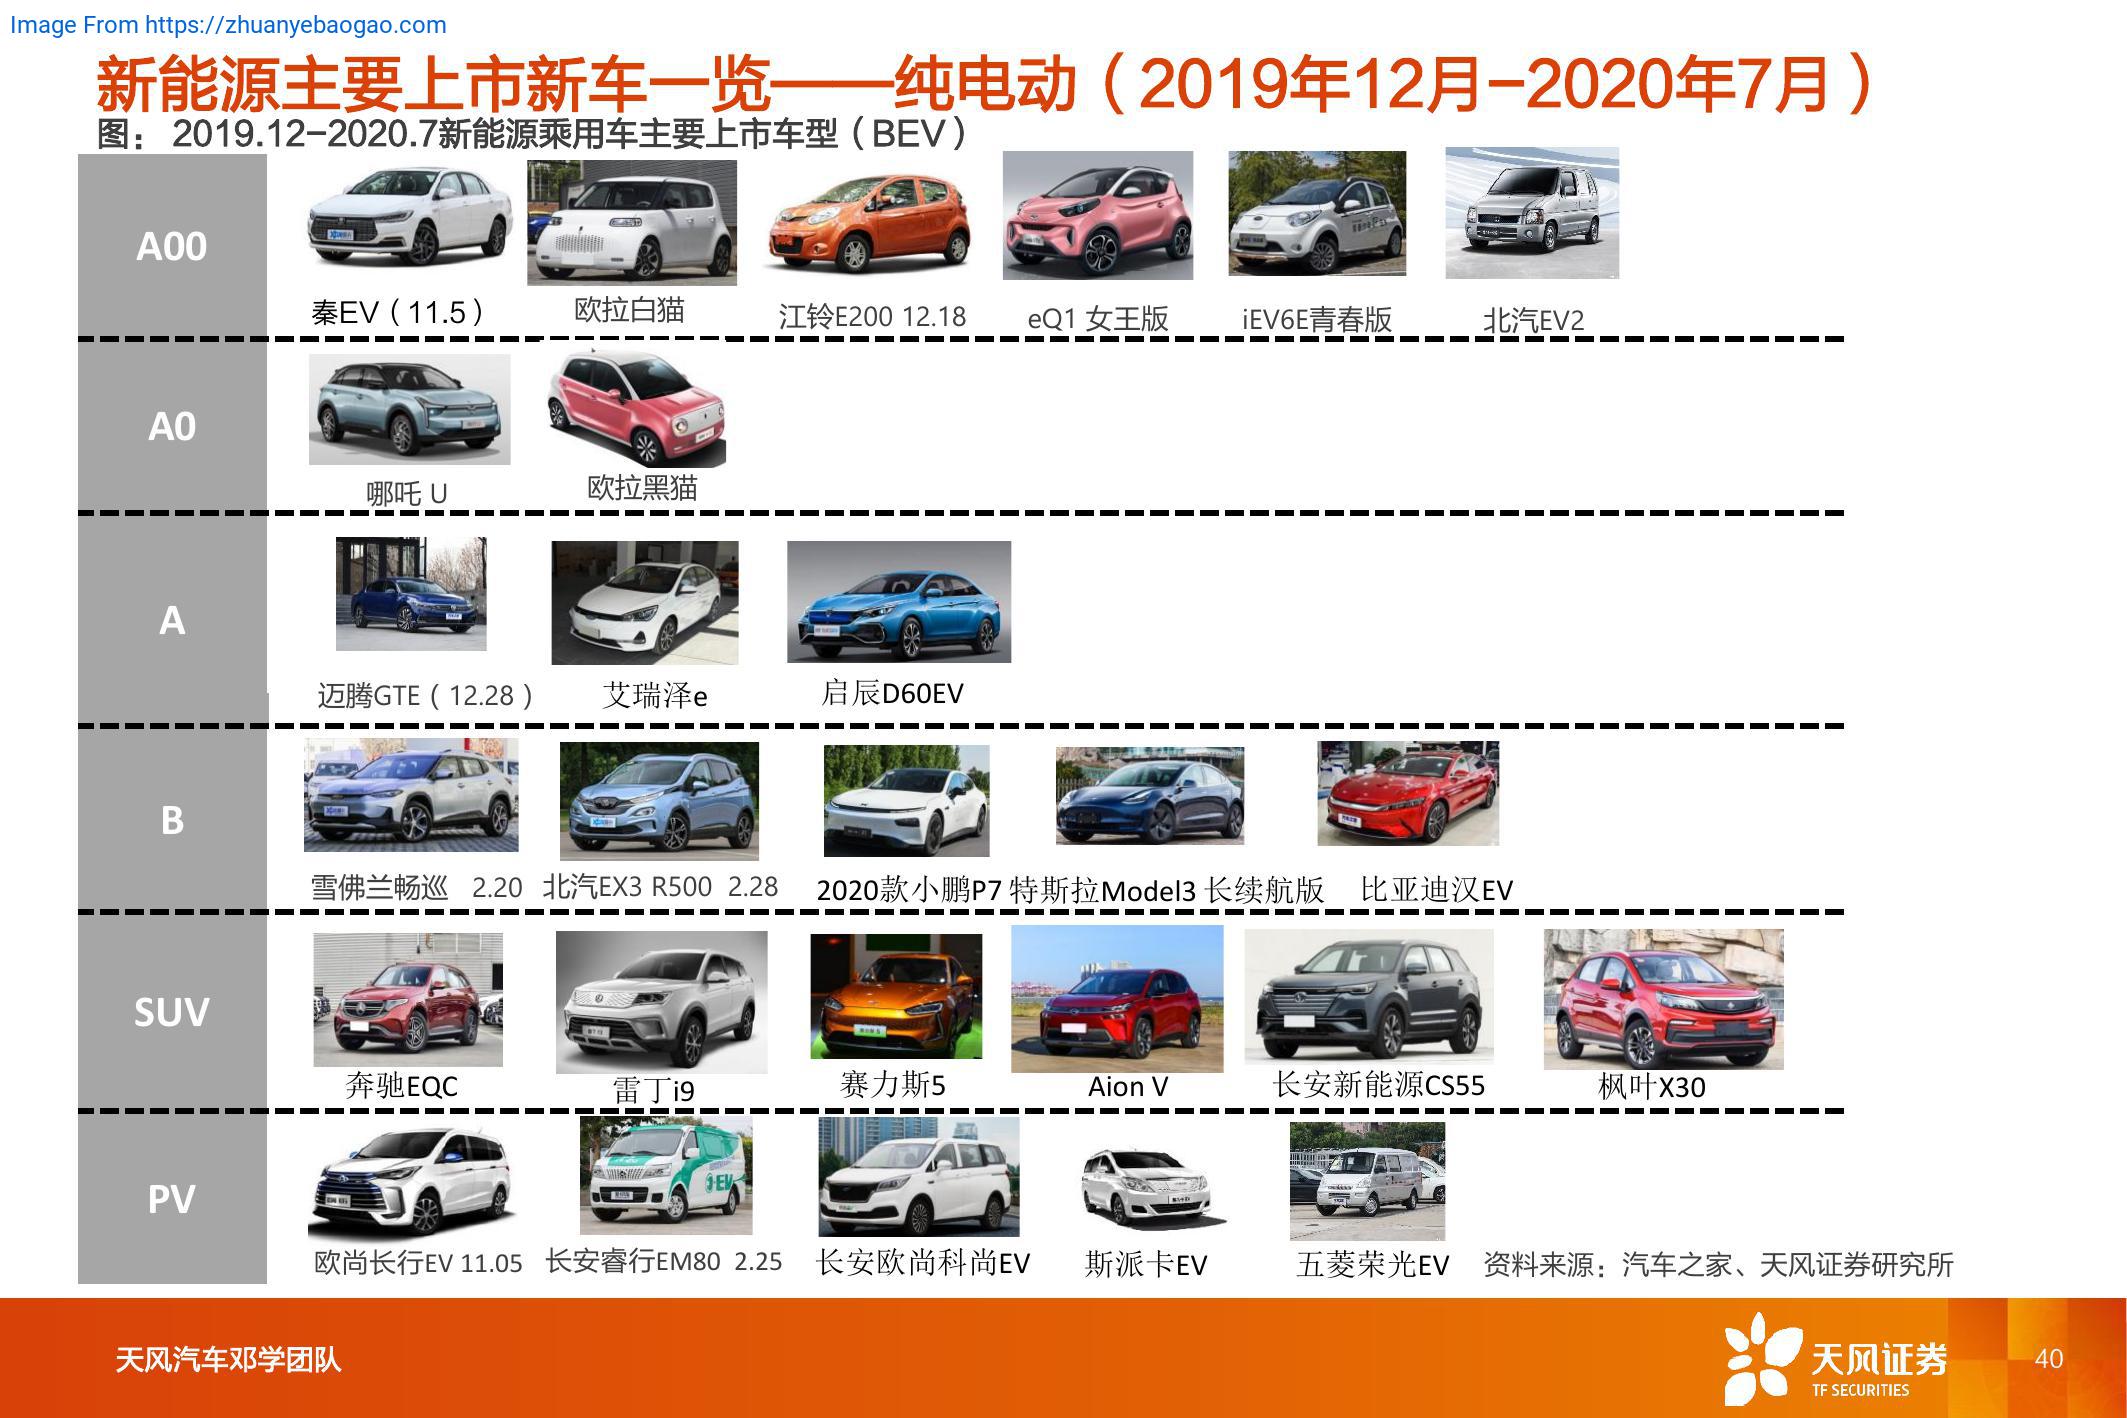 Image From https://zhuanyebaogao.com
新能源主要上市新车一览——纯电动（2019年12月-2020年7月）
图： 2019.12-2020.7新能源乘用车主要上市车型（BEV）
A00
秦EV（11.5）
欧拉白猫
江铃E200 12.18
eQ1 女王版
iEV6E青春版
北汽EV2
A0
哪吒 U
欧拉黑猫
A
迈腾GTE（12.28）
艾瑞泽e
启辰D60EV
B
雪佛兰畅巡 2.20
北汽EX3 R500 2.28
2020款小鹏P7
特斯拉Model3 长续航版
比亚迪汉EV
SUV
奔驰EQC
雷丁i9
赛力斯5
Aion V
长安新能源CS55
枫叶X30
PV
欧尚长行EV 11.05
长安睿行EM80 2.25
长安欧尚科尚EV
斯派卡EV
五菱荣光EV
资料来源：汽车之家、天风证券研究所
天风汽车邓学团队
天风证券
TF SECURITIES
40